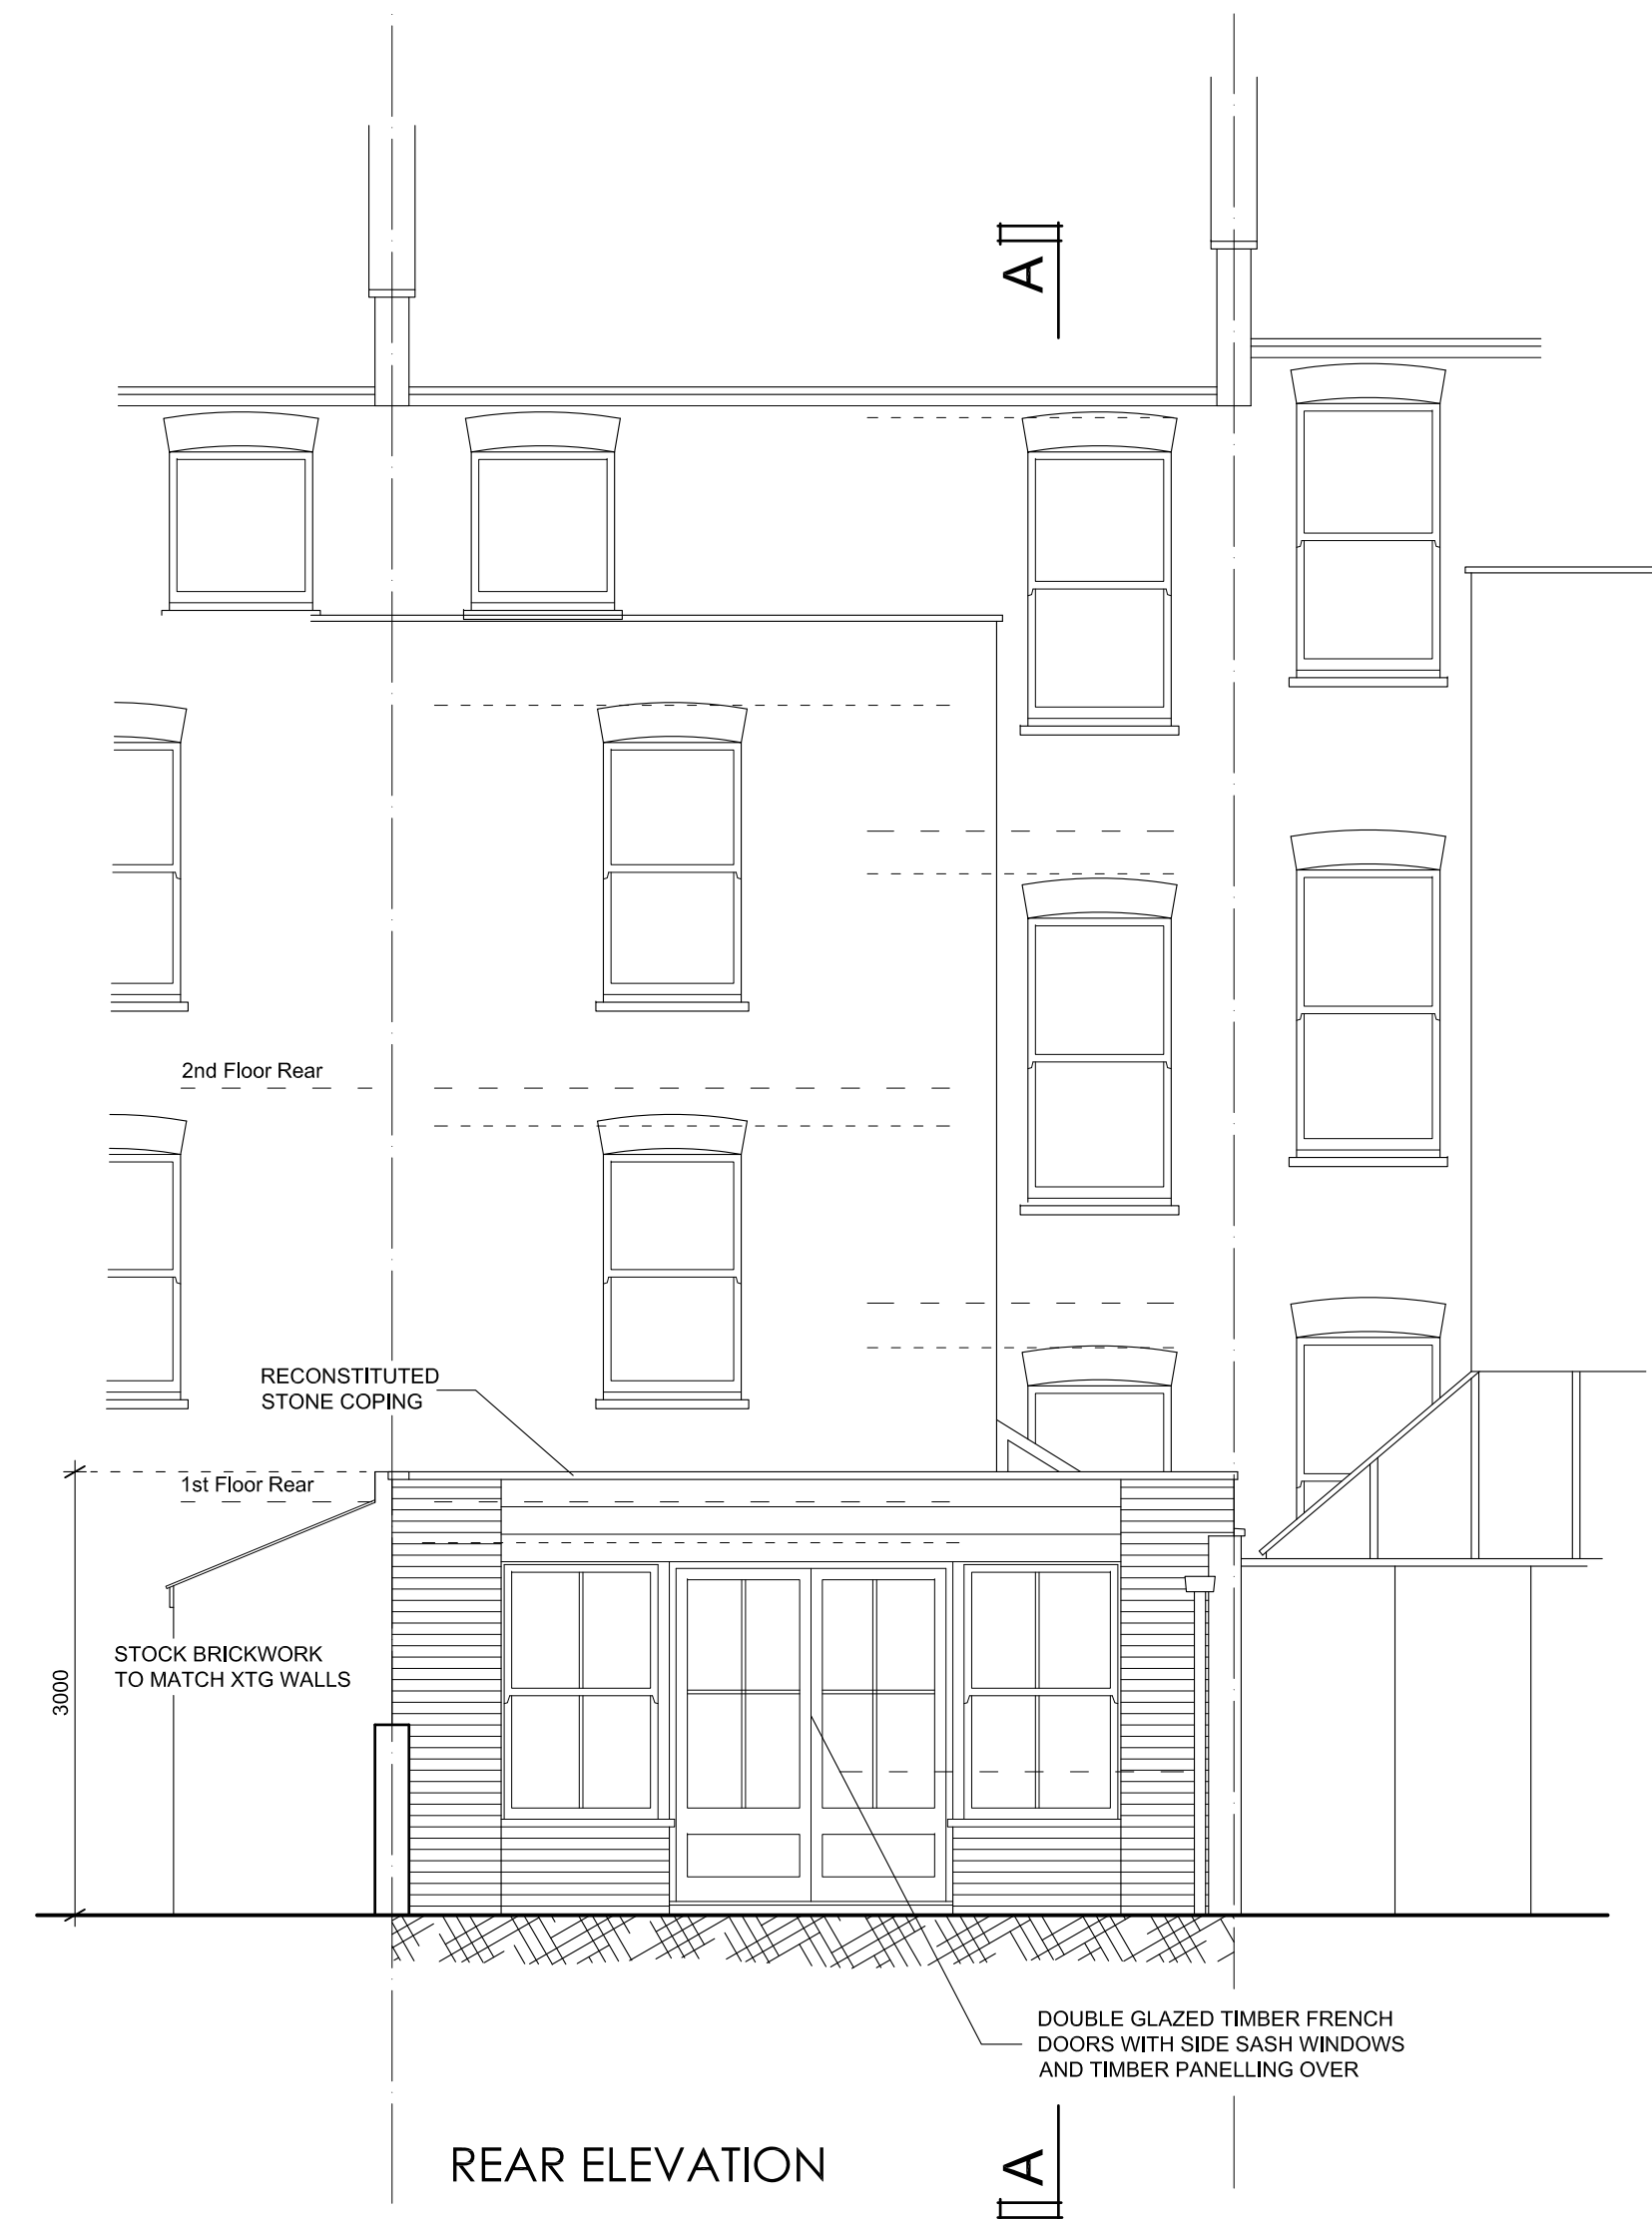 A
2nd Floor Rear
RECONSTITUTED
STONE COPING
1st Floor Rear
STOCK BRICKWORK
TO MATCH XTG WALLS
3000
DOUBLE GLAZED TIMBER FRENCH
DOORS WITH SIDE SASH WINDOWS
AND TIMBER PANELLING OVER
REAR ELEVATION
A